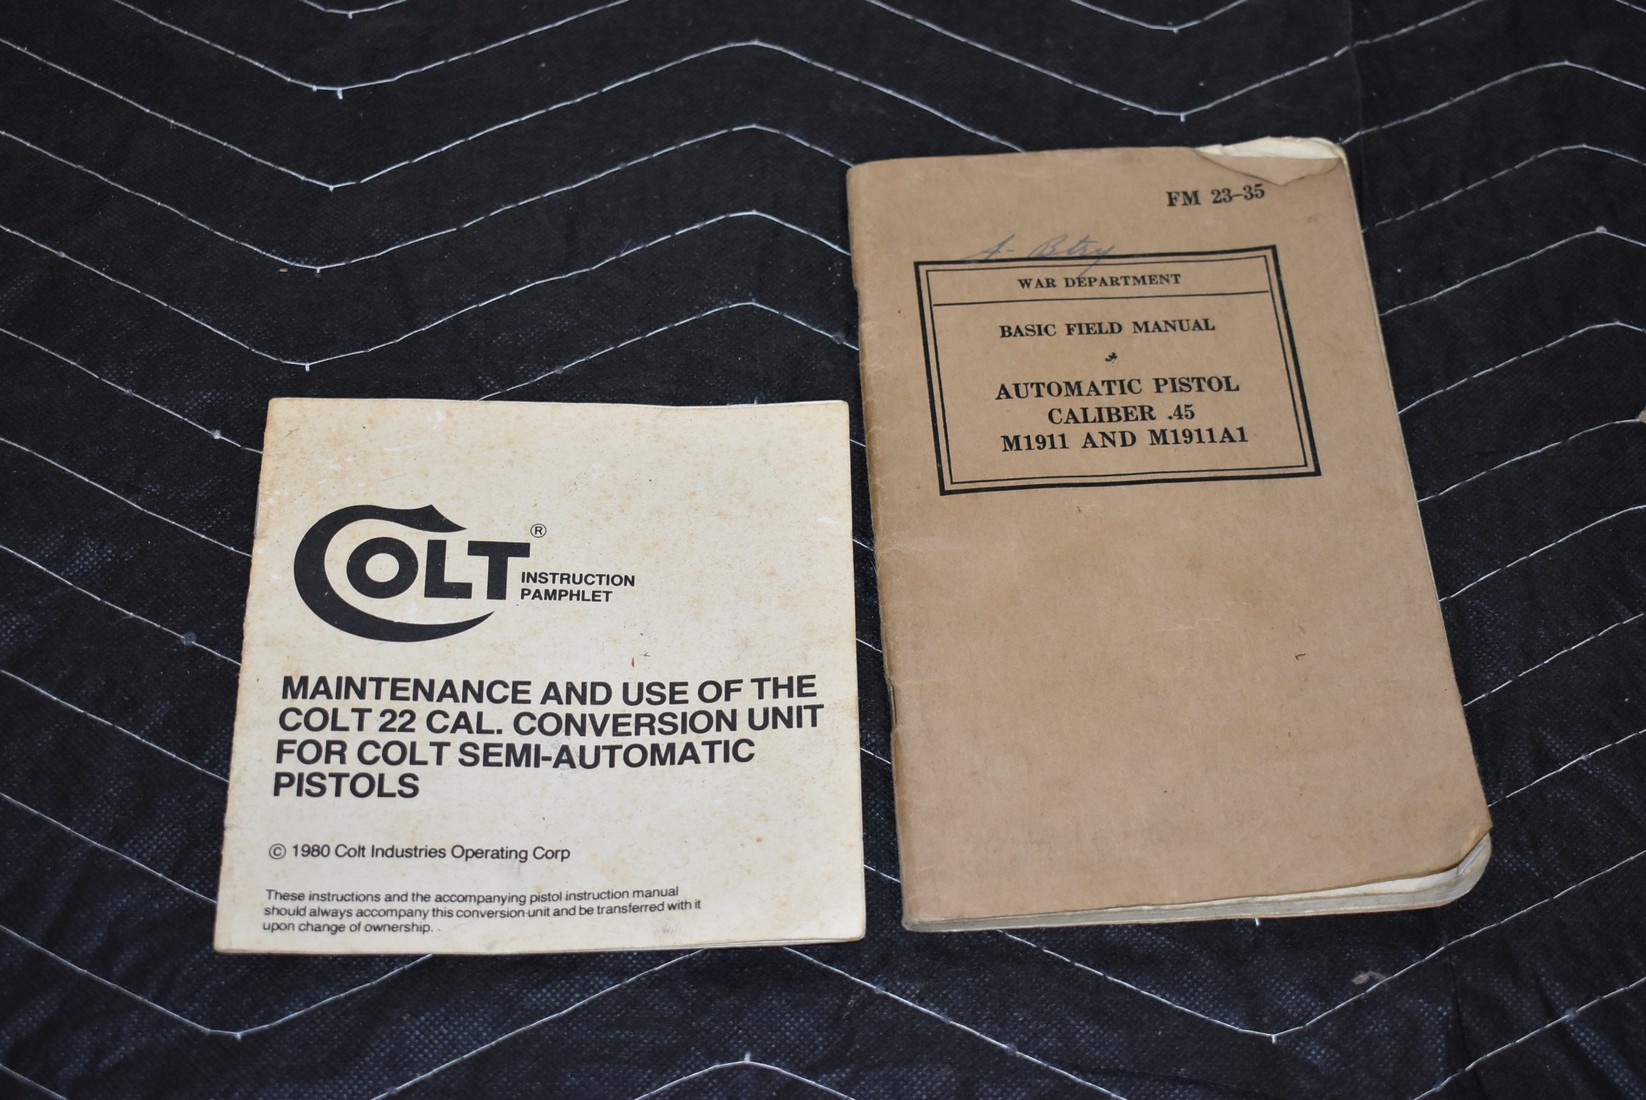 COLT®
INSTRUCTION
PAMPHLET
MAINTENANCE AND USE OF THE
COLT 22 CAL. CONVERSION UNIT
FOR COLT SEMI-AUTOMATIC
PISTOLS
© 1980 Colt Industries Operating Corp
These instructions and the accompanying pistol instruction manual
should always accompany this conversion unit and be transferred with it
upon change of ownership.
FM 23-35
A- Btry
WAR DEPARTMENT
BASIC FIELD MANUAL
AUTOMATIC PISTOL
CALIBER .45
M1911 AND M1911A1